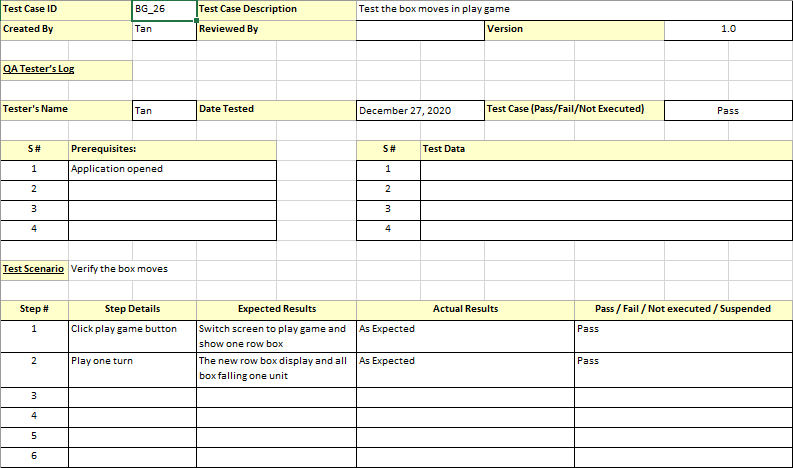 Test Case ID BG_26 Test Case Description Test the box moves in play game
Created By Tan Reviewed By Version 1.0
QA Tester's Log
Tester's Name Tan Date Tested December 27, 2020 Test Case (Pass/Fail/Not Executed) Pass
S # Prerequisites: S # Test Data
1 Application opened 1
2 2
3 3
4 4
Test Scenario Verify the box moves
Step # Step Details Expected Results Actual Results Pass / Fail / Not executed / Suspended
1 Click play game button Switch screen to play game and As Expected Pass
show one row box
2 Play one turn The new row box display and all As Expected Pass
box falling one unit
3
4
5
6